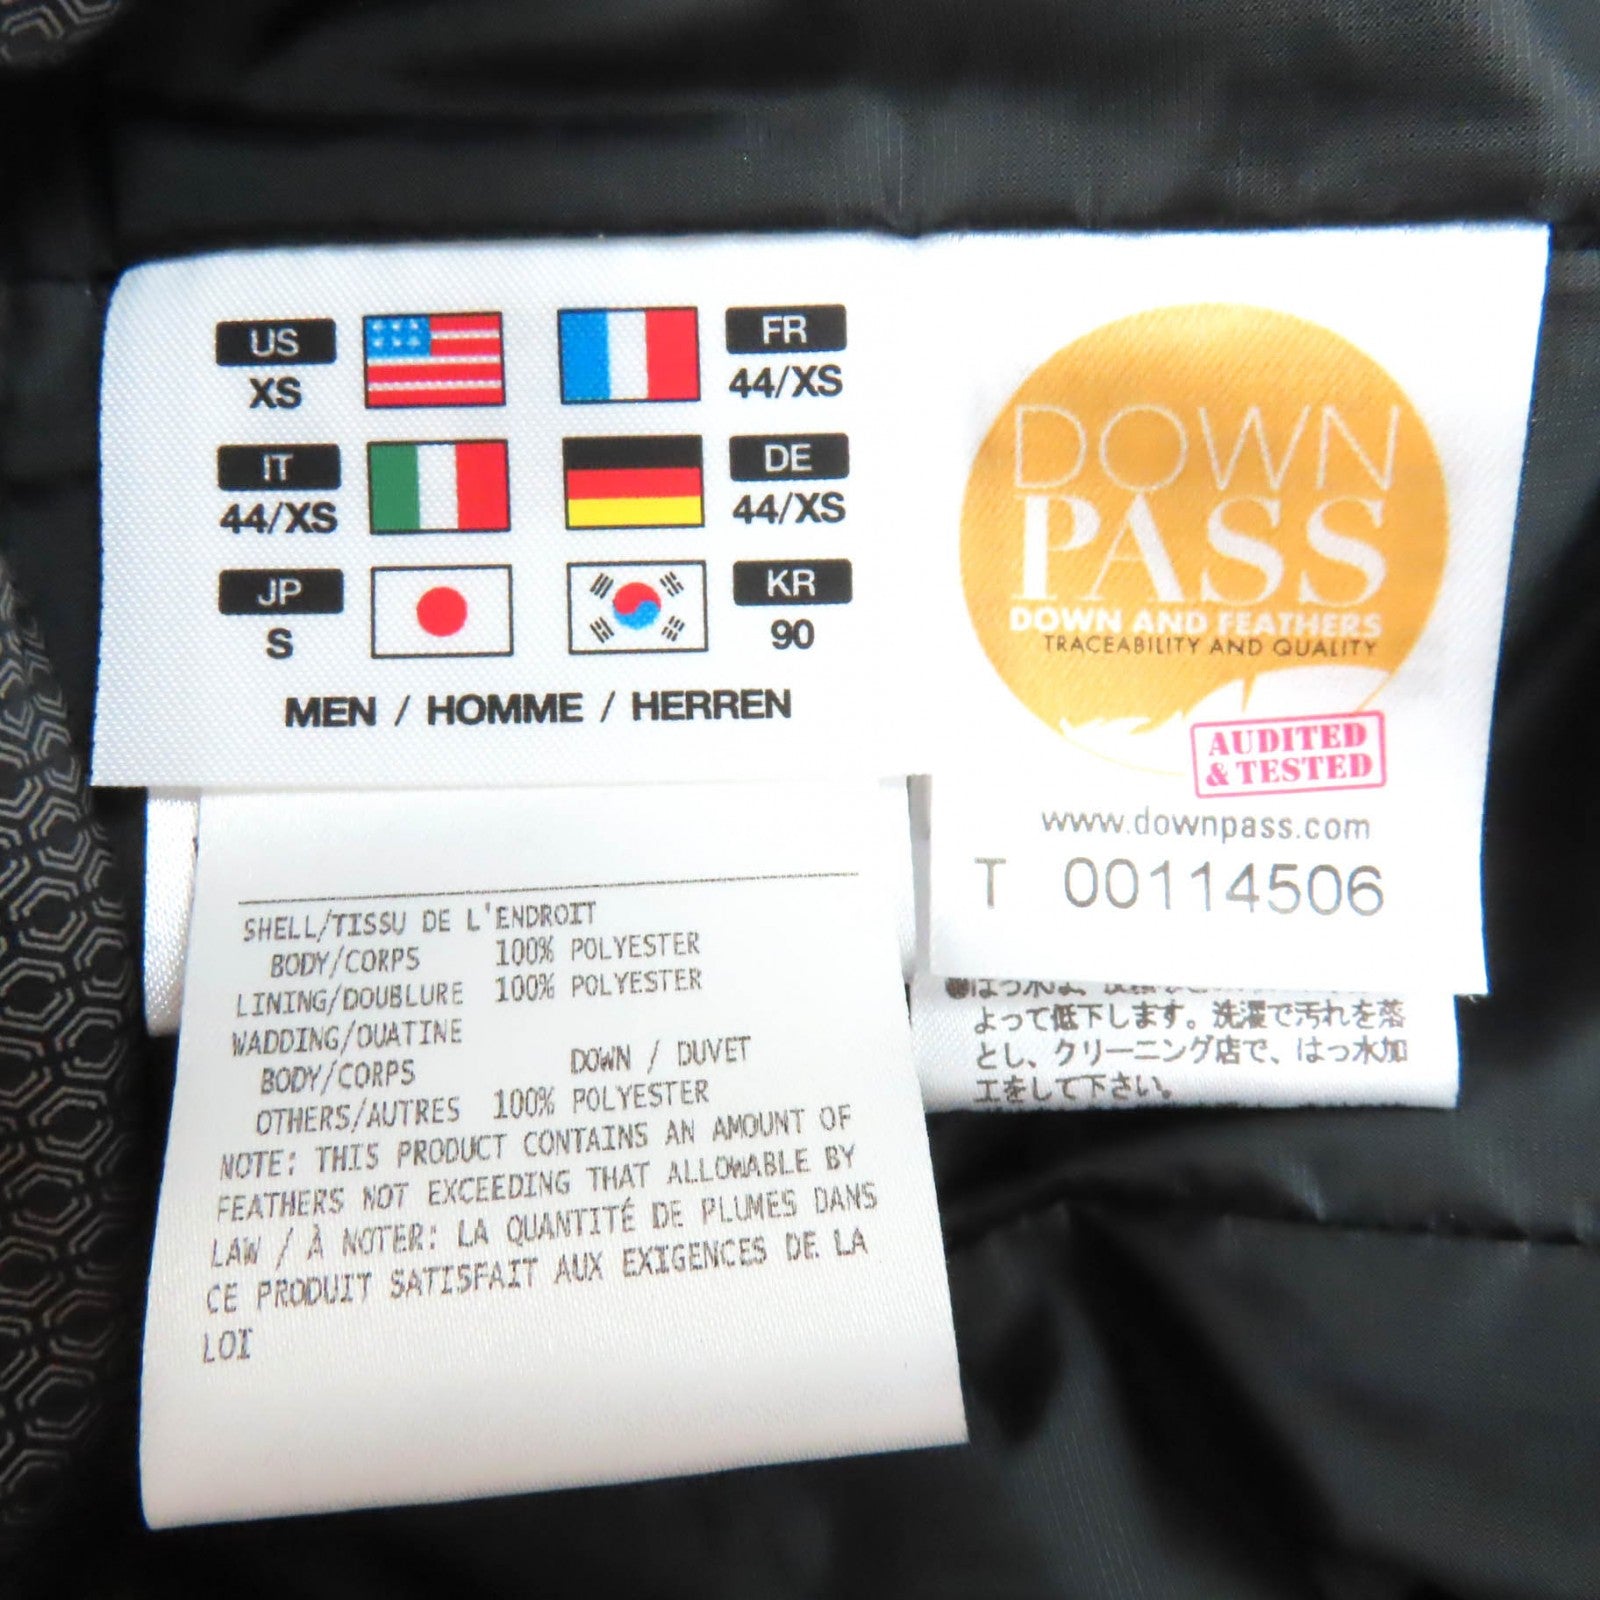 US
XS
FR
44/XS
IT
44/XS
DE
44/XS
JP
S
KR
90
MEN / HOMME / HERREN
DOWN
PASS
DOWN AND FEATHERS
TRACEABILITY AND QUALITY
AUDITED
& TESTED
www.downpass.com
T 00114506
SHELL/TISSU DE L'ENDROIT
BODY/CORPS 100% POLYESTER
LINING/DOUBLURE 100% POLYESTER
WADDING/OUATINE
BODY/CORPS DOWN / DUVET
OTHERS/AUTRES 100% POLYESTER
NOTE: THIS PRODUCT CONTAINS AN AMOUNT OF
FEATHERS NOT EXCEEDING THAT ALLOWABLE BY
LAW / À NOTER: LA QUANTITÉ DE PLUMES DANS
CE PRODUIT SATISFAIT AUX EXIGENCES DE LA
LOI
●はっ水は、
よって低下します。洗濯で汚れを落
とし、クリーニング店で、はっ水加
工をして下さい。